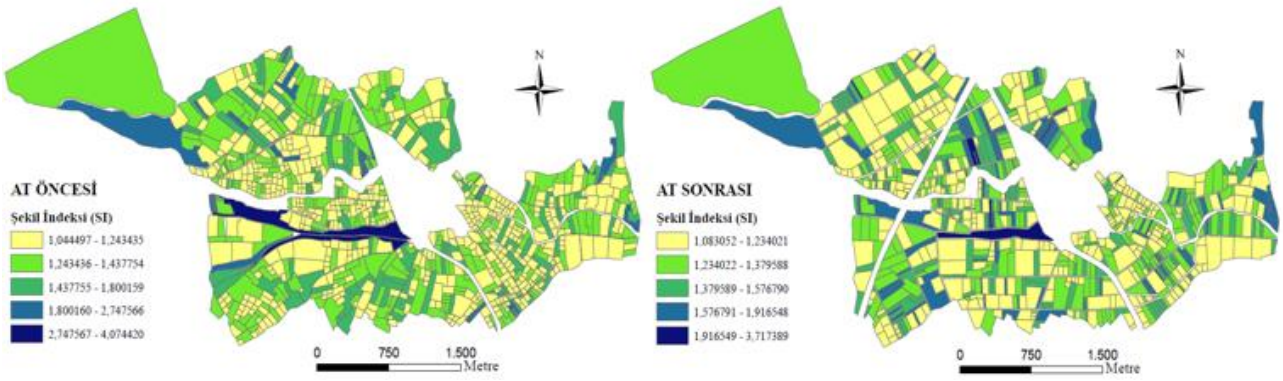 N
AT ÖNCESİ
Şekil İndeksi (SI)
1,044497 - 1,243435
1,243436 - 1,437754
1,437755 - 1,800159
1,800160 - 2,747566
2,747567 - 4,074420
0 750 1.500
Metre
N
AT SONRASI
Şekil İndeksi (SI)
1,083052 - 1,234021
1,234022 - 1,379588
1,379589 - 1,576790
1,576791 - 1,916548
1,916549 - 3,717389
0 750 1.500
Metre